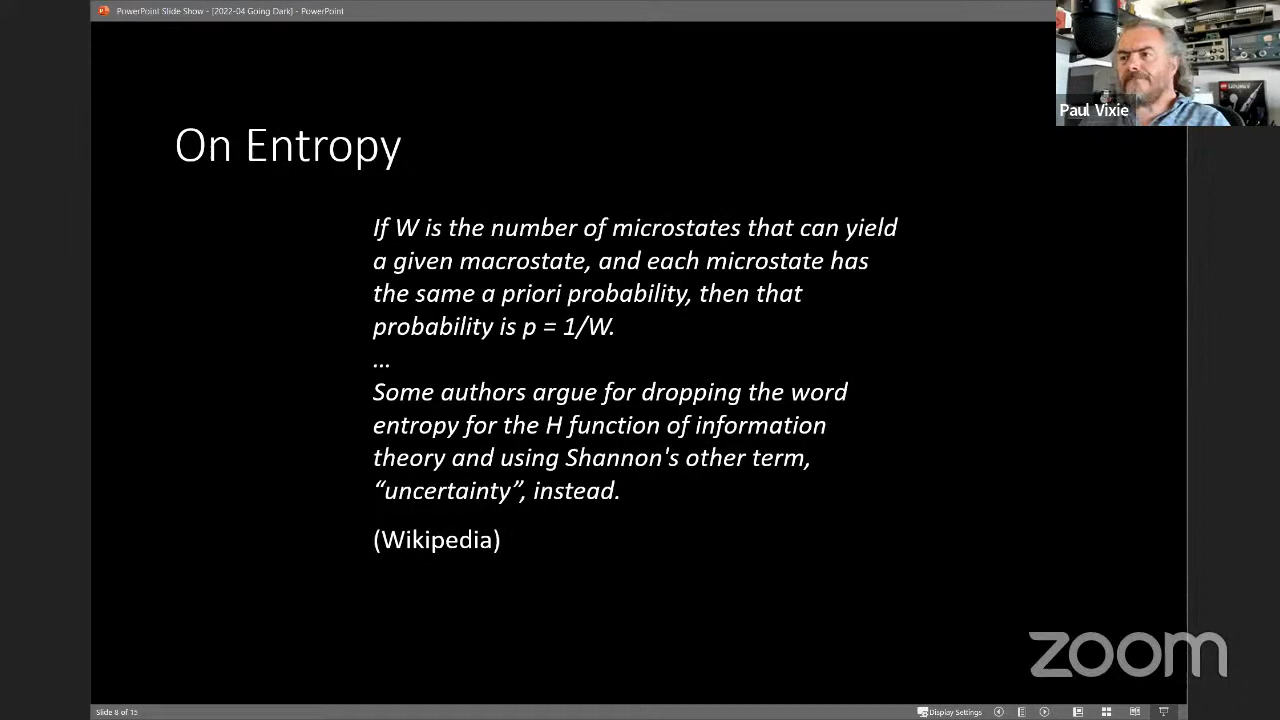 PowerPoint Slide Show - [2022-04 Going Dark] - PowerPoint
Paul Vixie
On Entropy
If W is the number of microstates that can yield
a given macrostate, and each microstate has
the same a priori probability, then that
probability is p = 1/W.
…
Some authors argue for dropping the word
entropy for the H function of information
theory and using Shannon's other term,
“uncertainty”, instead.
(Wikipedia)
zoom
Slide 8 of 15
Display Settings